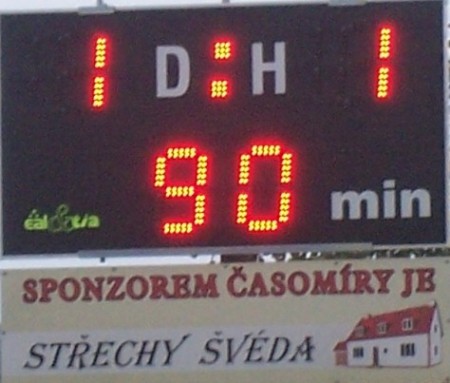 1 D : H 1
90 min
SPONZOREM ČASOMÍRY JE
STŘECHY ŠVÉDA